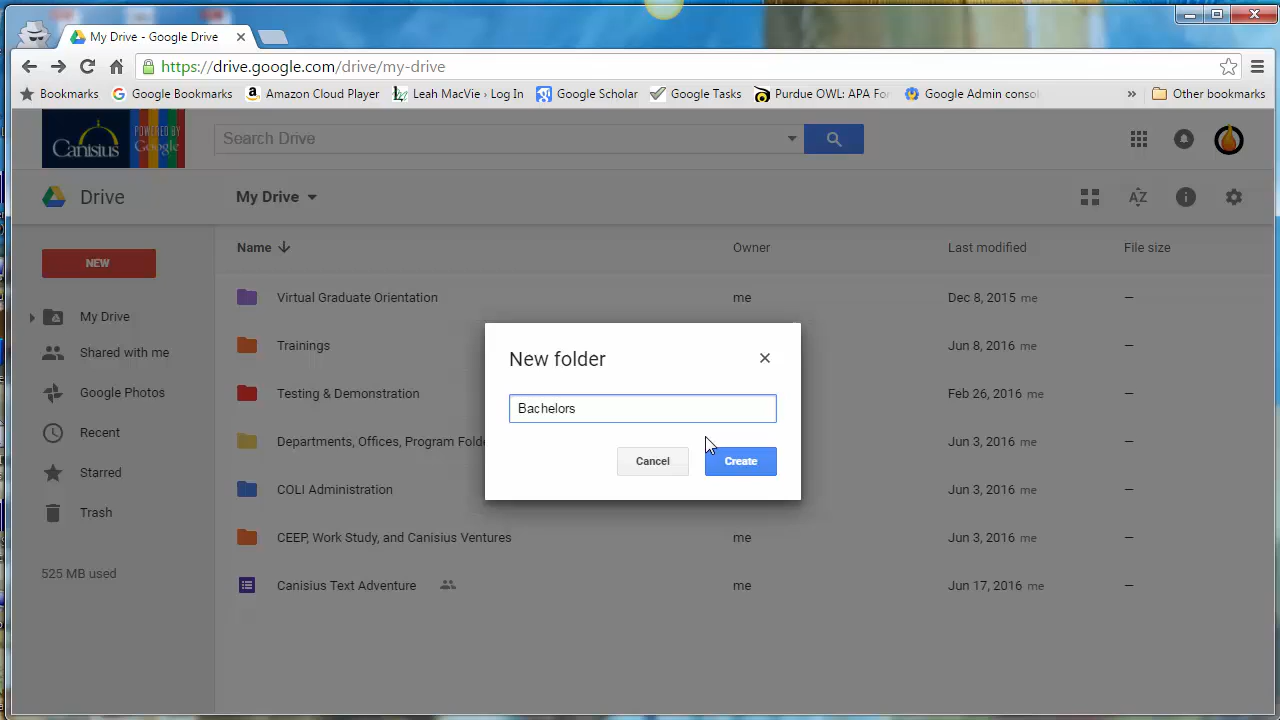 My Drive - Google Drive
https://drive.google.com/drive/my-drive
Bookmarks Google Bookmarks Amazon Cloud Player Leah MacVie › Log In Google Scholar Google Tasks Purdue OWL: APA For Google Admin conso » Other bookmarks
Canisius POWERED BY Google Search Drive
Drive My Drive AZ
Name Owner Last modified File size
NEW
Virtual Graduate Orientation me Dec 8, 2015 me —
My Drive
Trainings Jun 8, 2016 me —
Shared with me
New folder
Google Photos
Testing & Demonstration Feb 26, 2016 me —
Bachelors
Recent
Departments, Offices, Program Folde Jun 3, 2016 me —
Cancel Create
Starred
COLI Administration Jun 3, 2016 me —
Trash
CEEP, Work Study, and Canisius Ventures me Jun 3, 2016 me —
525 MB used
Canisius Text Adventure me Jun 17, 2016 me —